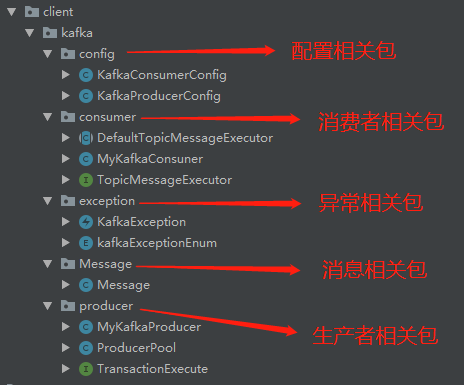 client
kafka
config
配置相关包
KafkaConsumerConfig
KafkaProducerConfig
consumer
消费者相关包
DefaultTopicMessageExecutor
MyKafkaConsuner
TopicMessageExecutor
exception
异常相关包
KafkaException
kafkaExceptionEnum
Message
消息相关包
Message
producer
生产者相关包
MyKafkaProducer
ProducerPool
TransactionExecute